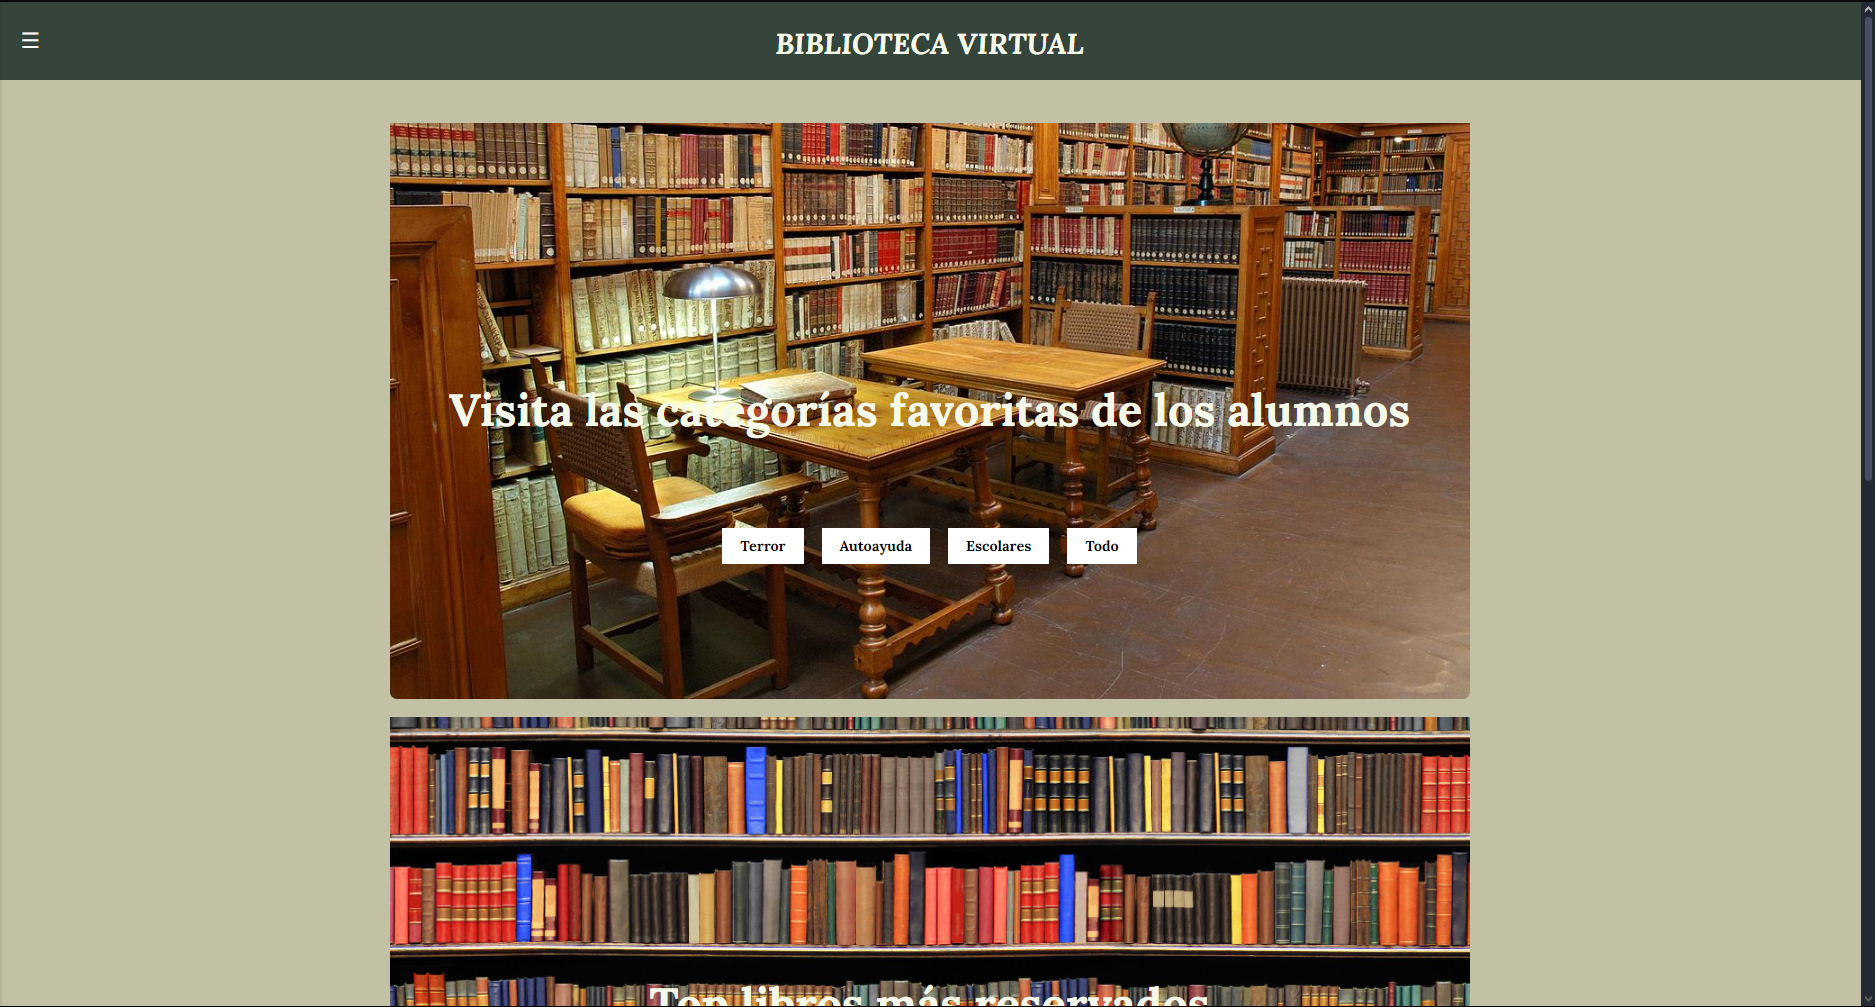 ☰
BIBLIOTECA VIRTUAL
Visita las categorías favoritas de los alumnos
Terror
Autoayuda
Escolares
Todo
Top libros más reservados